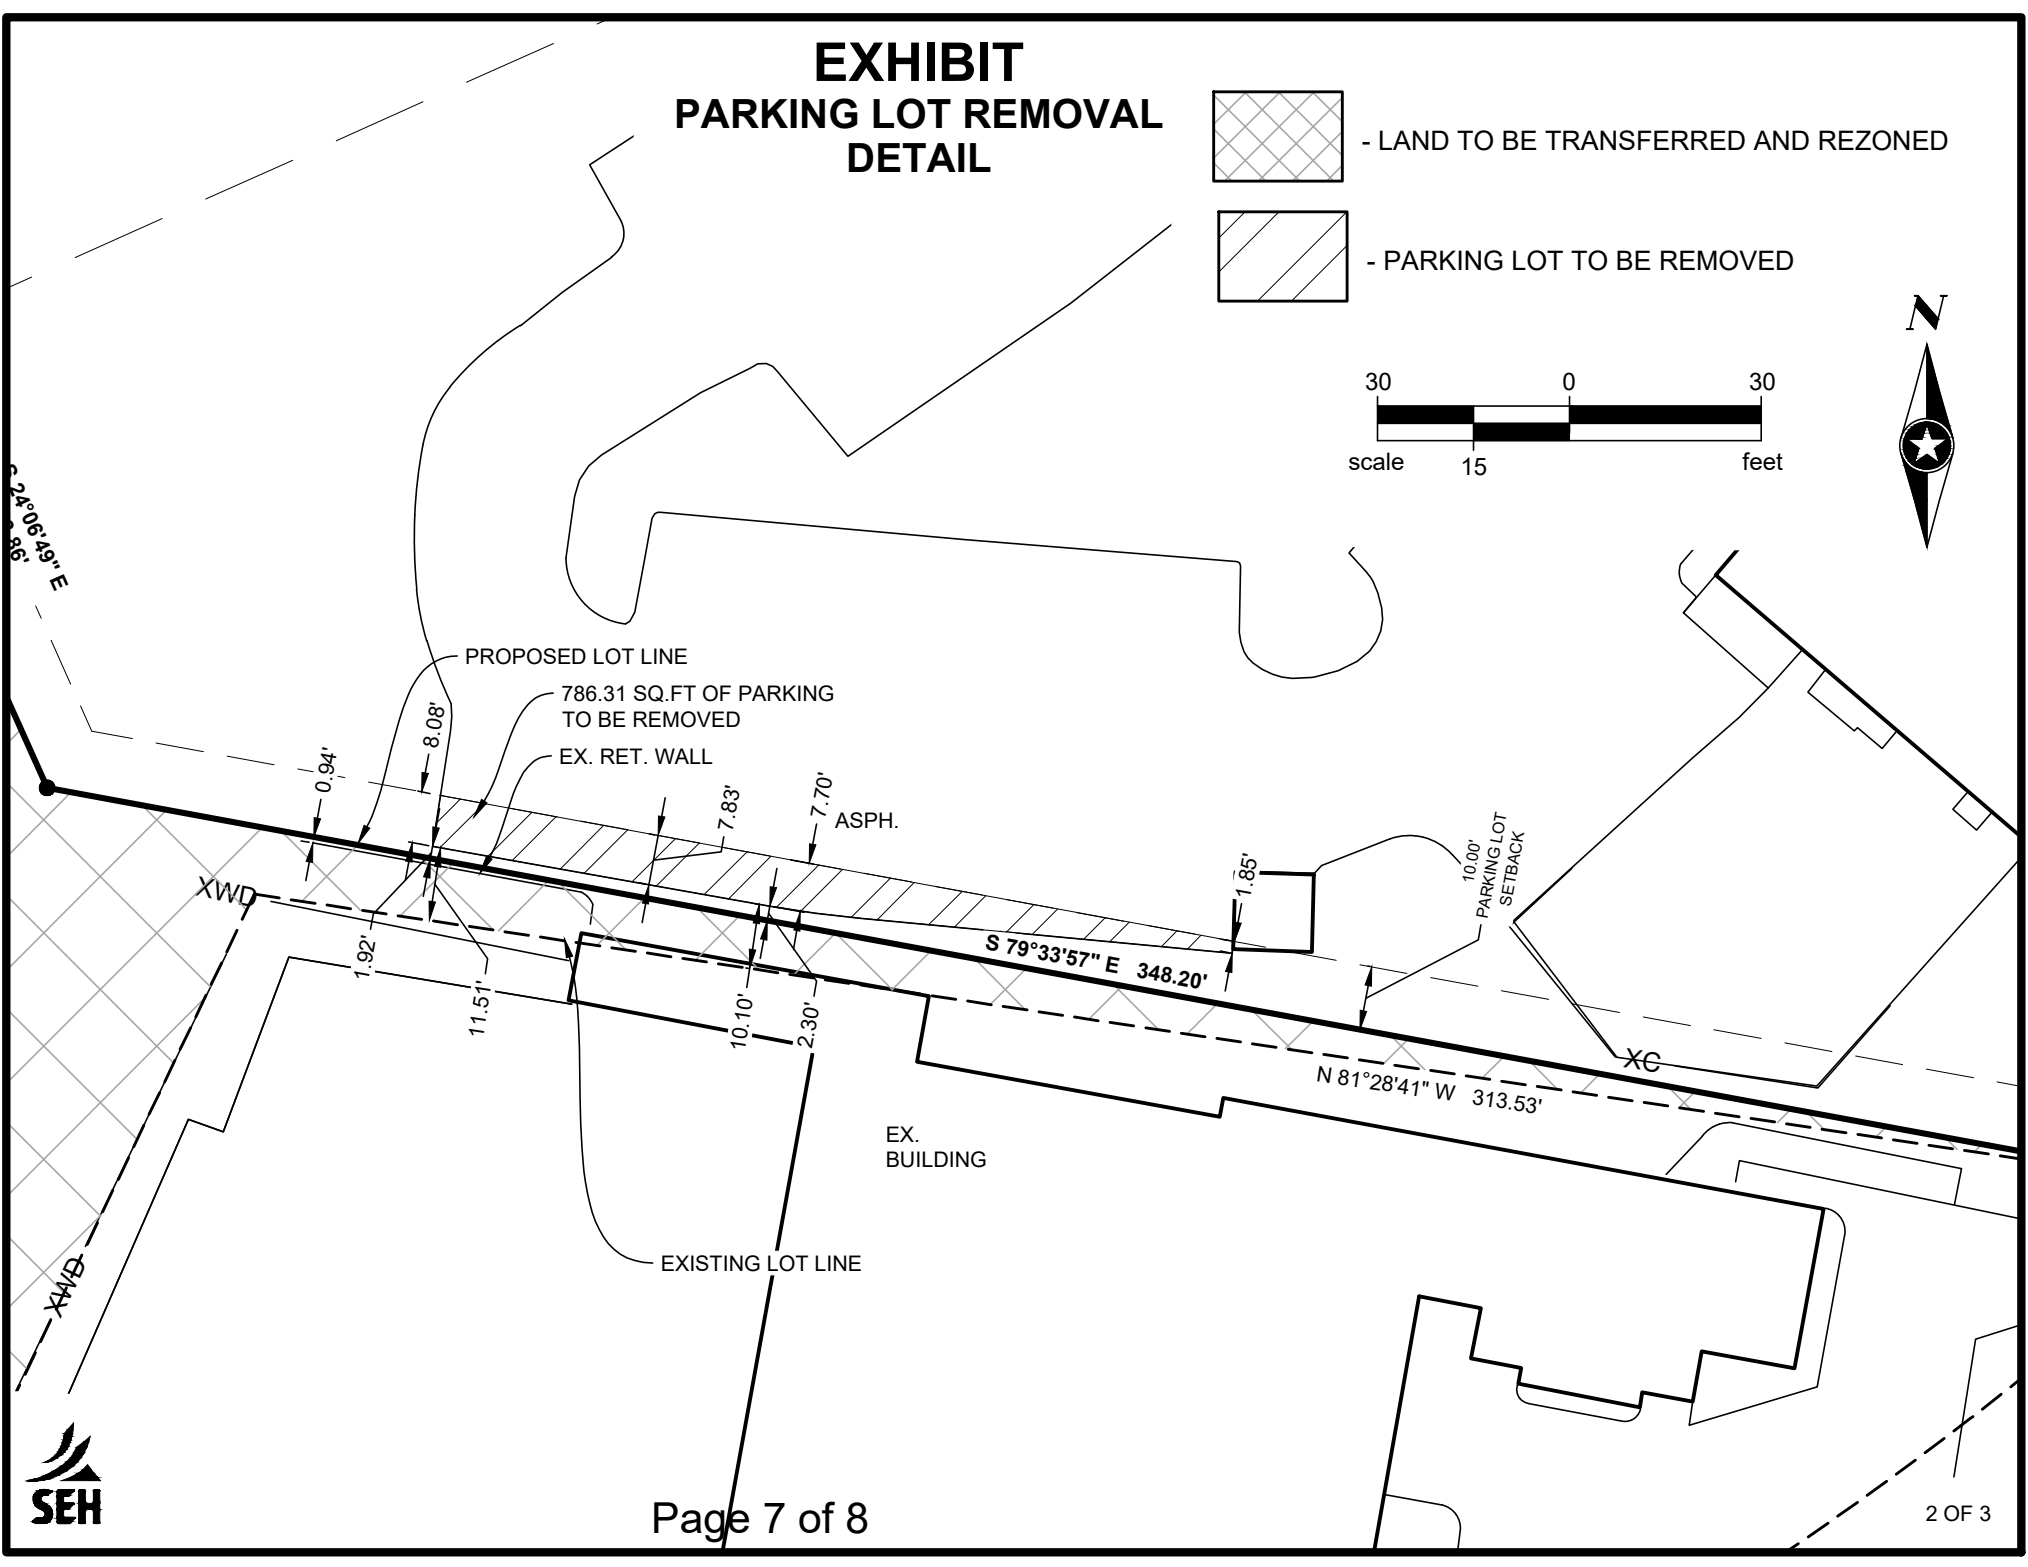 EXHIBIT
PARKING LOT REMOVAL
DETAIL
- LAND TO BE TRANSFERRED AND REZONED
- PARKING LOT TO BE REMOVED
N
30 0 30
scale 15 feet
S 24°06'49" E
86'
PROPOSED LOT LINE
786.31 SQ.FT OF PARKING
TO BE REMOVED
EX. RET. WALL
8.08'
0.94'
7.83'
7.70'
ASPH.
1.85'
10.00'
PARKING LOT
SETBACK
XWD
1.92'
11.51'
10.10'
2.30'
S 79°33'57" E 348.20'
XC
N 81°28'41" W 313.53'
EX.
BUILDING
XWD
EXISTING LOT LINE
SEH
Page 7 of 8
2 OF 3